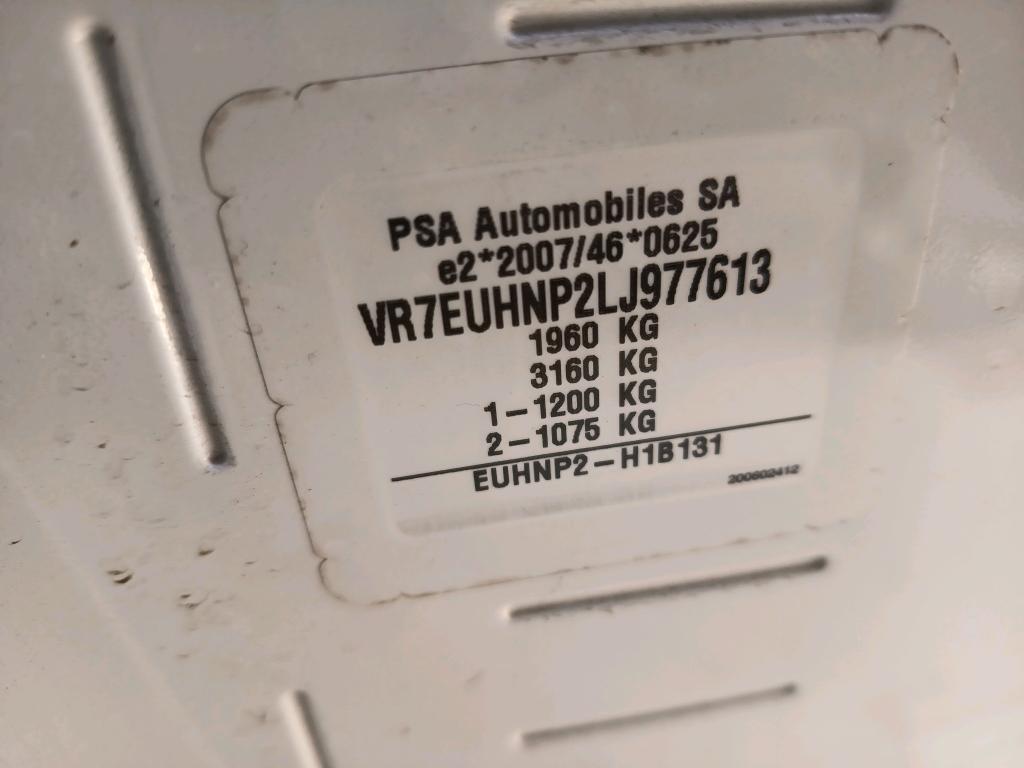 PSA Automobiles SA
e2*2007/46*0625
VR7EUHNP2LJ977613
1960 KG
3160 KG
1-1200 KG
2-1075 KG
EUHNP2-H1B131
200602412